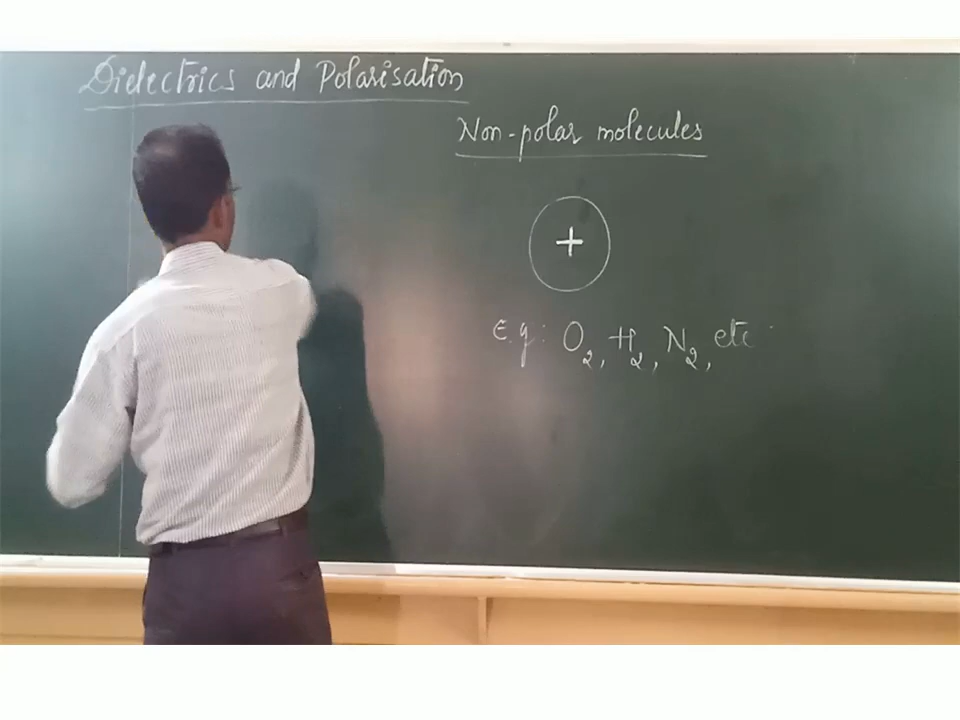 Dielectrics and Polarisation
Non-polar molecules
+
E.g: O2, H2, N2, etc.